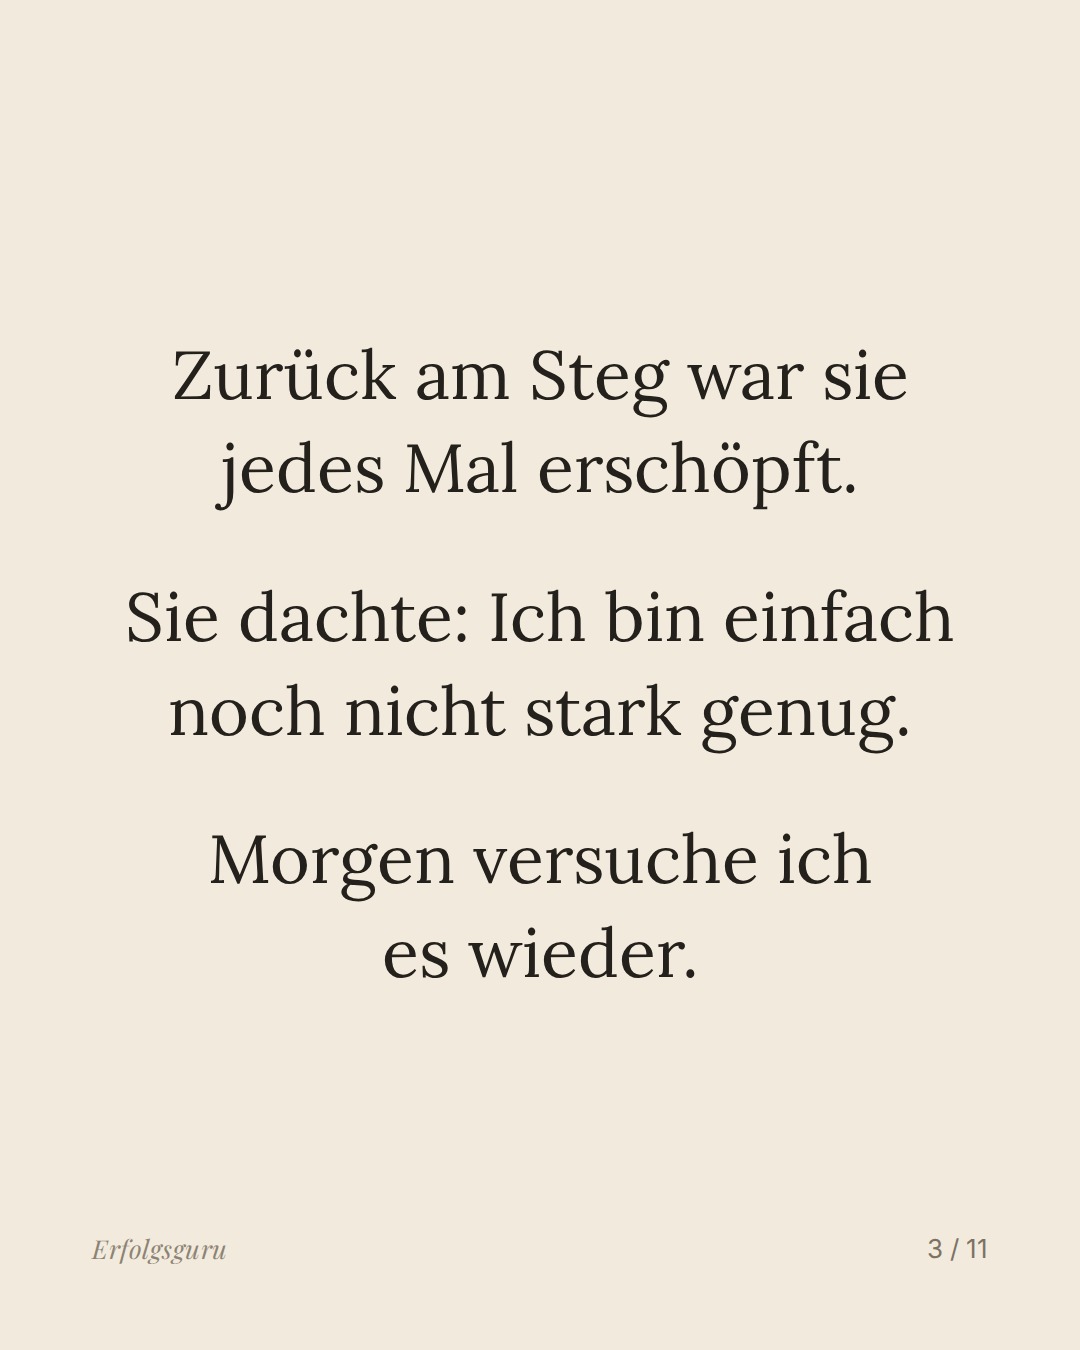 Zurück am Steg war sie
jedes Mal erschöpft.
Sie dachte: Ich bin einfach
noch nicht stark genug.
Morgen versuche ich
es wieder.
Erfolgsguru
3 / 11